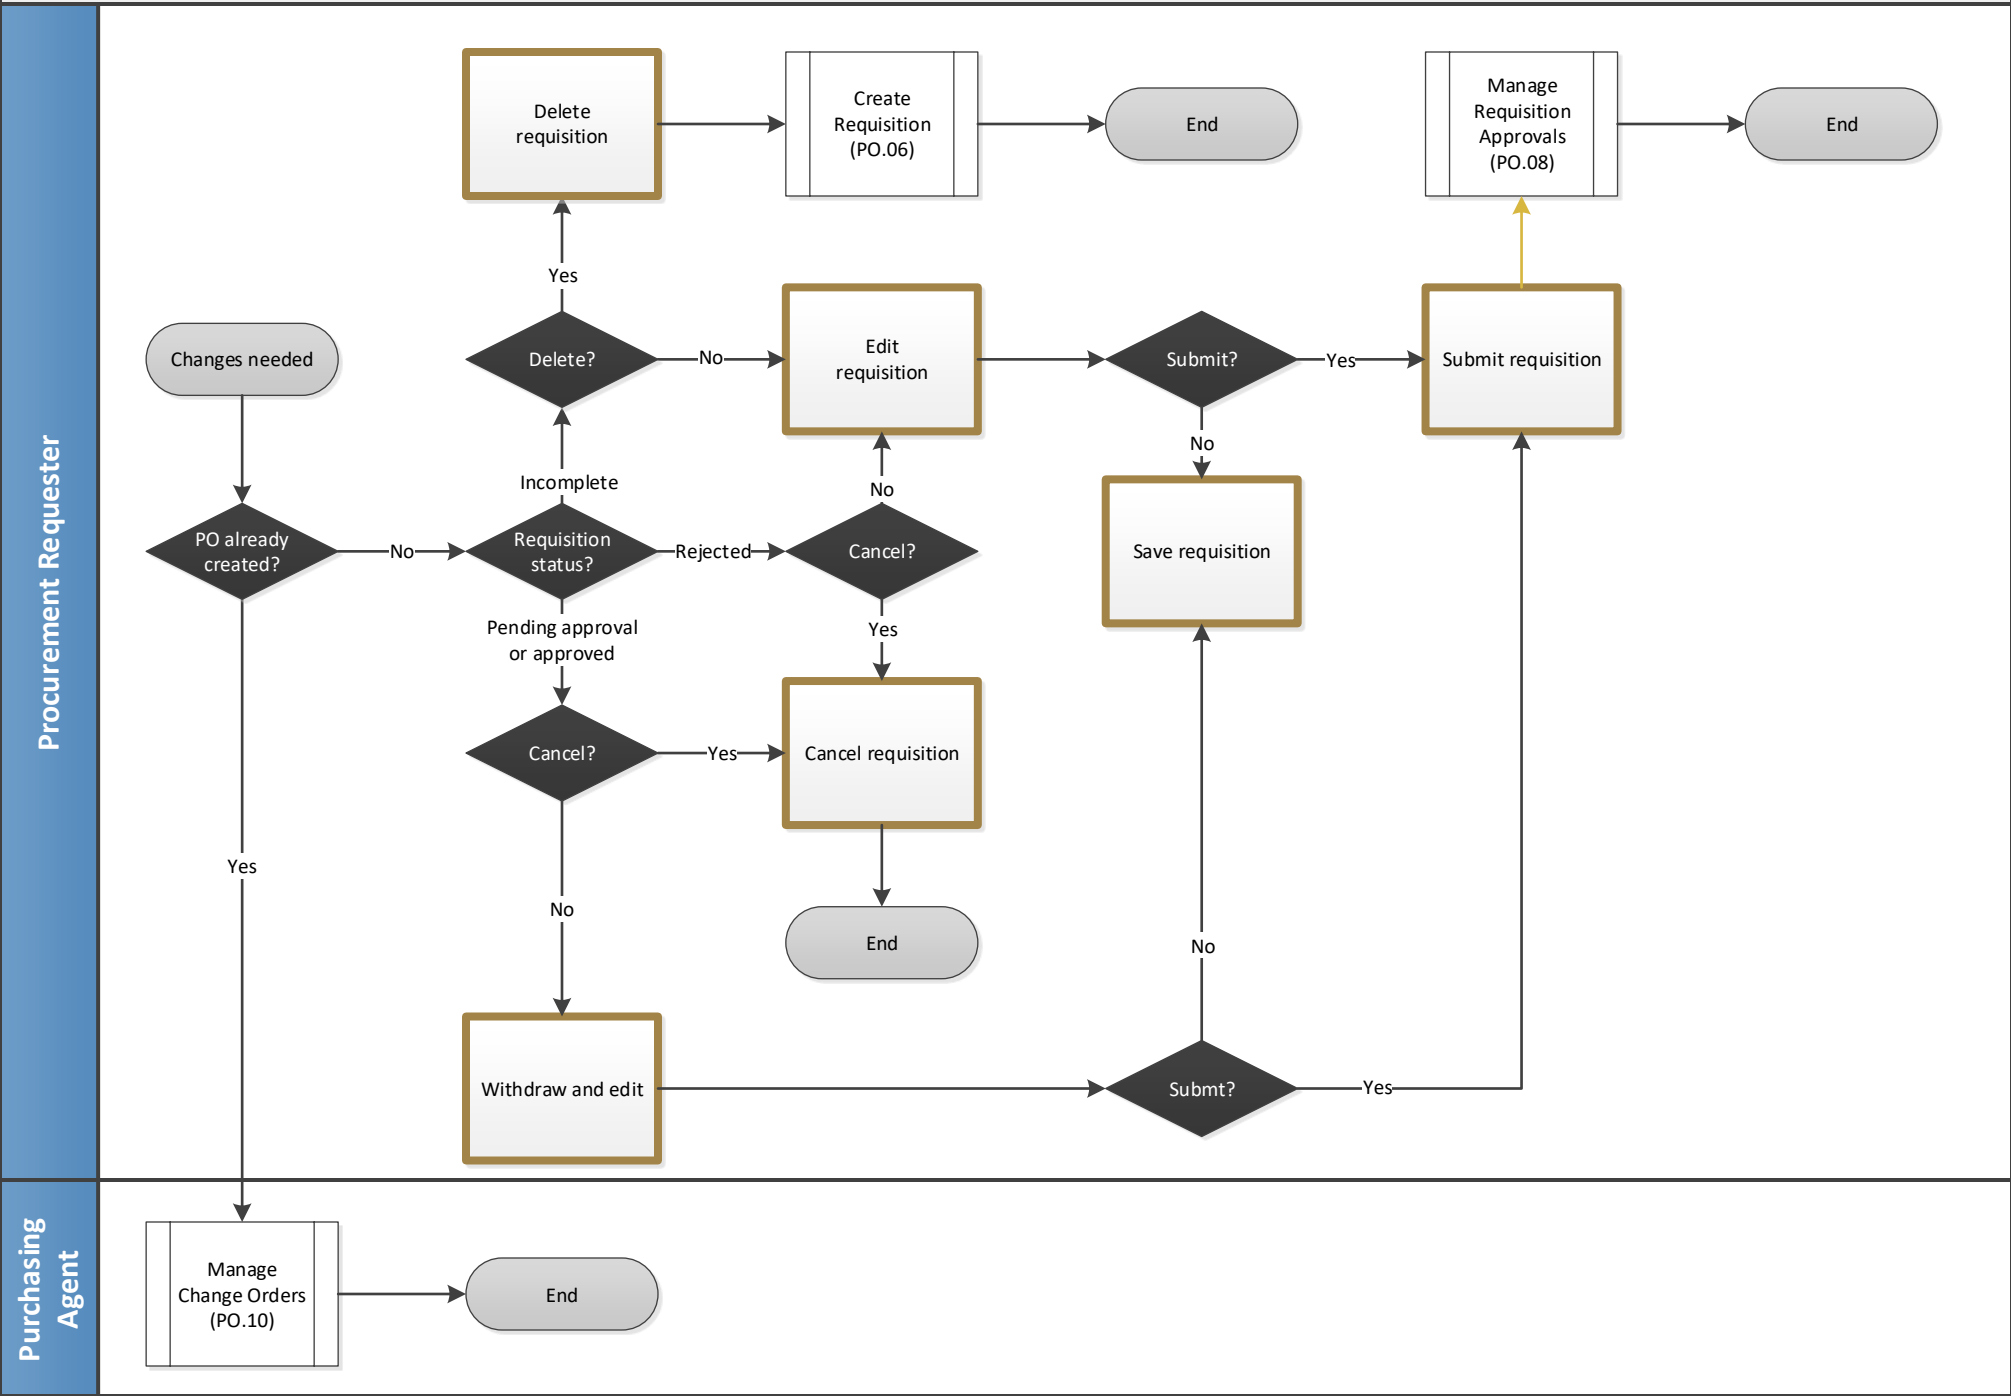 Procurement Requester
Delete
requisition
Create
Requisition
(PO.06)
End
Manage
Requisition
Approvals
(PO.08)
End
Yes
Changes needed
Delete?
No
Edit
requisition
Submit?
Yes
Submit requisition
No
Incomplete
No
PO already
created?
No
Requisition
status?
Rejected
Cancel?
Save requisition
Pending approval
or approved
Yes
Cancel?
Yes
Cancel requisition
Yes
No
End
No
Withdraw and edit
Submt?
Yes
Purchasing
Agent
Manage
Change Orders
(PO.10)
End